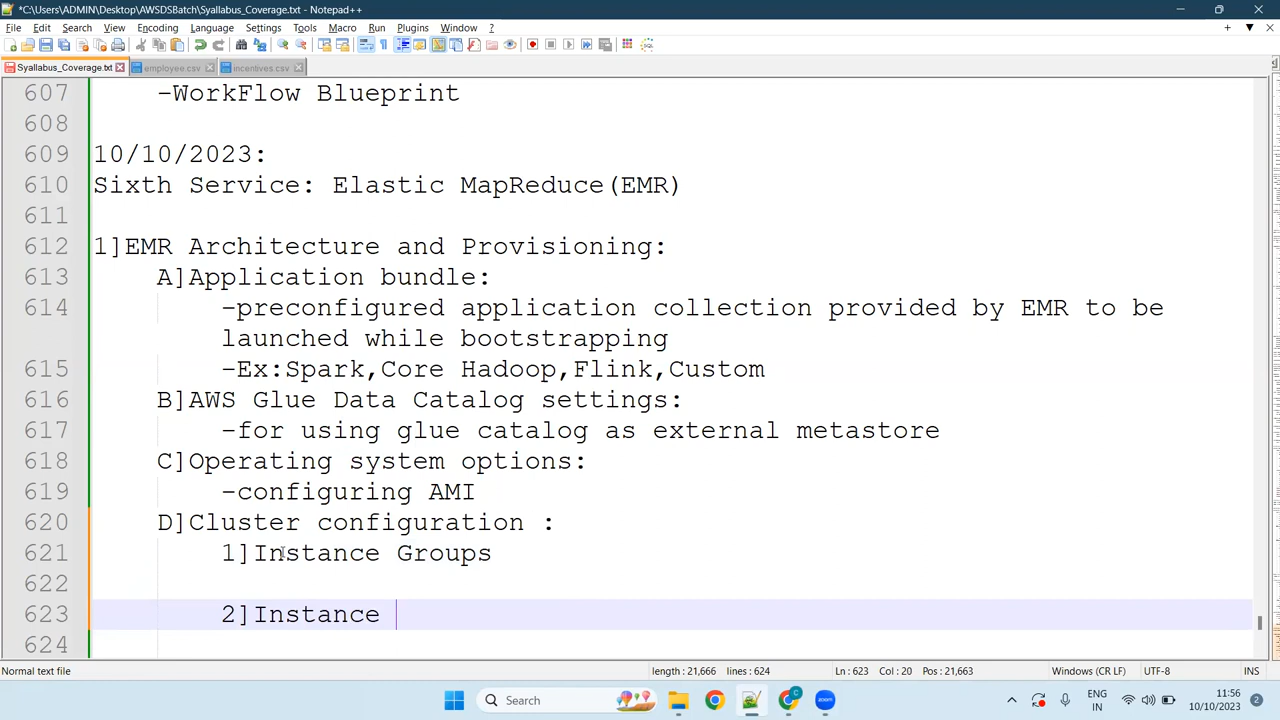 *C:\Users\ADMIN\Desktop\AWSDSBatch\Syallabus_Coverage.txt - Notepad++
File Edit Search View Encoding Language Settings Tools Macro Run Plugins Window ?
Syallabus_Coverage.txt employee.csv incentives.csv
607 -WorkFlow Blueprint
608
609 10/10/2023:
610 Sixth Service: Elastic MapReduce(EMR)
611
612 1]EMR Architecture and Provisioning:
613 A]Application bundle:
614 -preconfigured application collection provided by EMR to be
launched while bootstrapping
615 -Ex:Spark,Core Hadoop,Flink,Custom
616 B]AWS Glue Data Catalog settings:
617 -for using glue catalog as external metastore
618 C]Operating system options:
619 -configuring AMI
620 D]Cluster configuration :
621 1]Instance Groups
622
623 2]Instance
624
Normal text file length : 21,666 lines : 624 Ln : 623 Col : 20 Pos : 21,663 Windows (CR LF) UTF-8 INS
Search ENG IN 11:56 10/10/2023 2